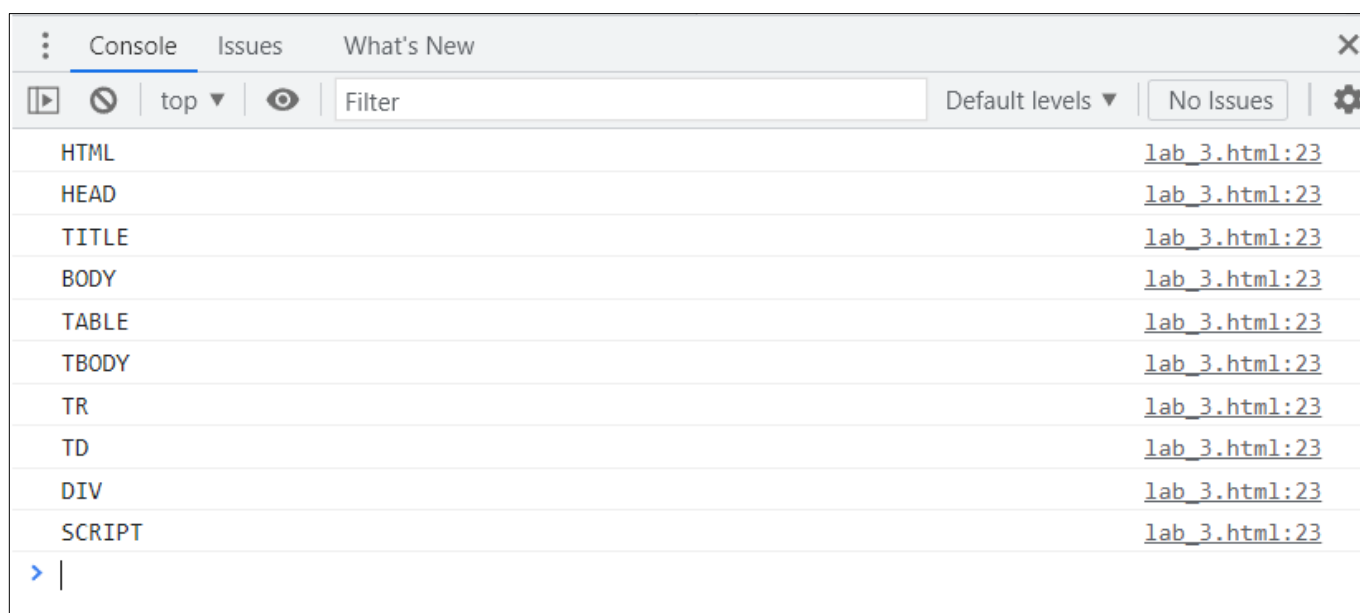 Console Issues What's New
top Filter Default levels No Issues
HTML lab_3.html:23
HEAD lab_3.html:23
TITLE lab_3.html:23
BODY lab_3.html:23
TABLE lab_3.html:23
TBODY lab_3.html:23
TR lab_3.html:23
TD lab_3.html:23
DIV lab_3.html:23
SCRIPT lab_3.html:23